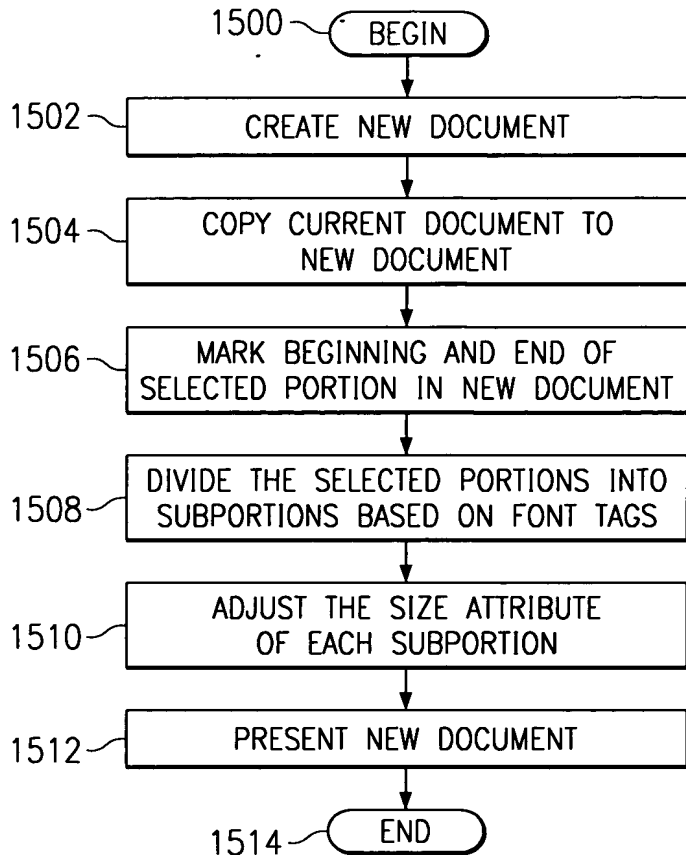 1500
BEGIN
1502
CREATE NEW DOCUMENT
1504
COPY CURRENT DOCUMENT TO
NEW DOCUMENT
1506
MARK BEGINNING AND END OF
SELECTED PORTION IN NEW DOCUMENT
1508
DIVIDE THE SELECTED PORTIONS INTO
SUBPORTIONS BASED ON FONT TAGS
1510
ADJUST THE SIZE ATTRIBUTE
OF EACH SUBPORTION
1512
PRESENT NEW DOCUMENT
1514
END